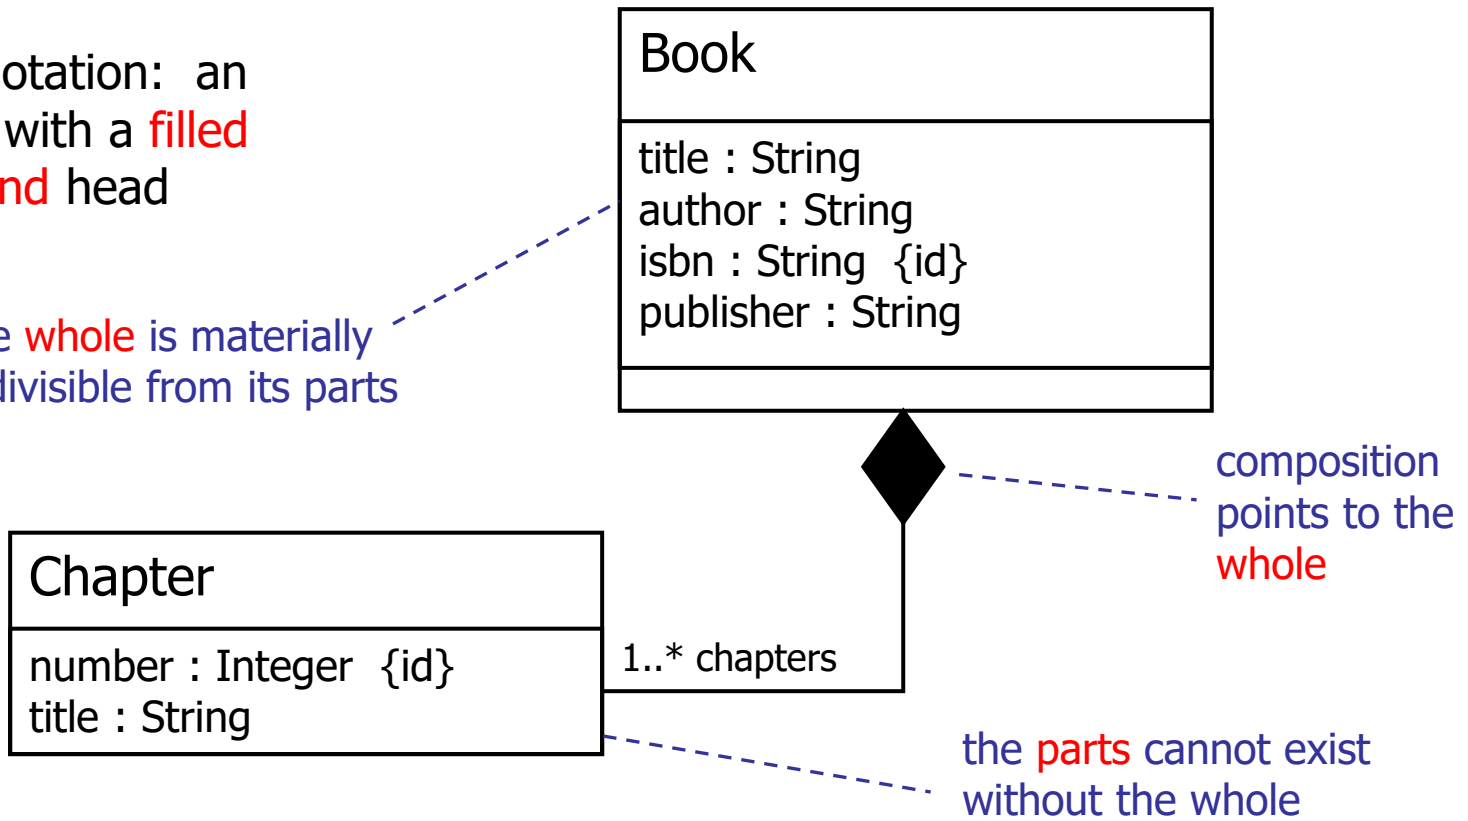 otation: an
with a filled
nd head
Book
title : String
author : String
isbn : String {id}
publisher : String
e whole is materially
divisible from its parts
composition
points to the
whole
Chapter
number : Integer {id}
title : String
1..* chapters
the parts cannot exist
without the whole